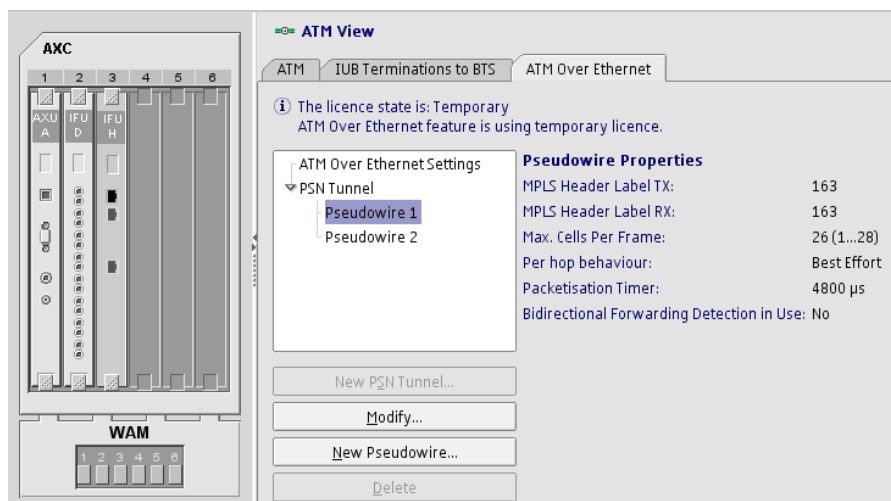 AXC
1 2 3 4 5 6
AXU
A
IFU
D
IFU
H
WAM
1 2 3 4 5 6
ATM View
ATM
IUB Terminations to BTS
ATM Over Ethernet
The licence state is: Temporary
ATM Over Ethernet feature is using temporary licence.
ATM Over Ethernet Settings
PSN Tunnel
Pseudowire 1
Pseudowire 2
New PSN Tunnel...
Modify...
New Pseudowire...
Delete
Pseudowire Properties
MPLS Header Label TX: 163
MPLS Header Label RX: 163
Max. Cells Per Frame: 26 (1...28)
Per hop behaviour: Best Effort
Packetisation Timer: 4800 µs
Bidirectional Forwarding Detection in Use: No